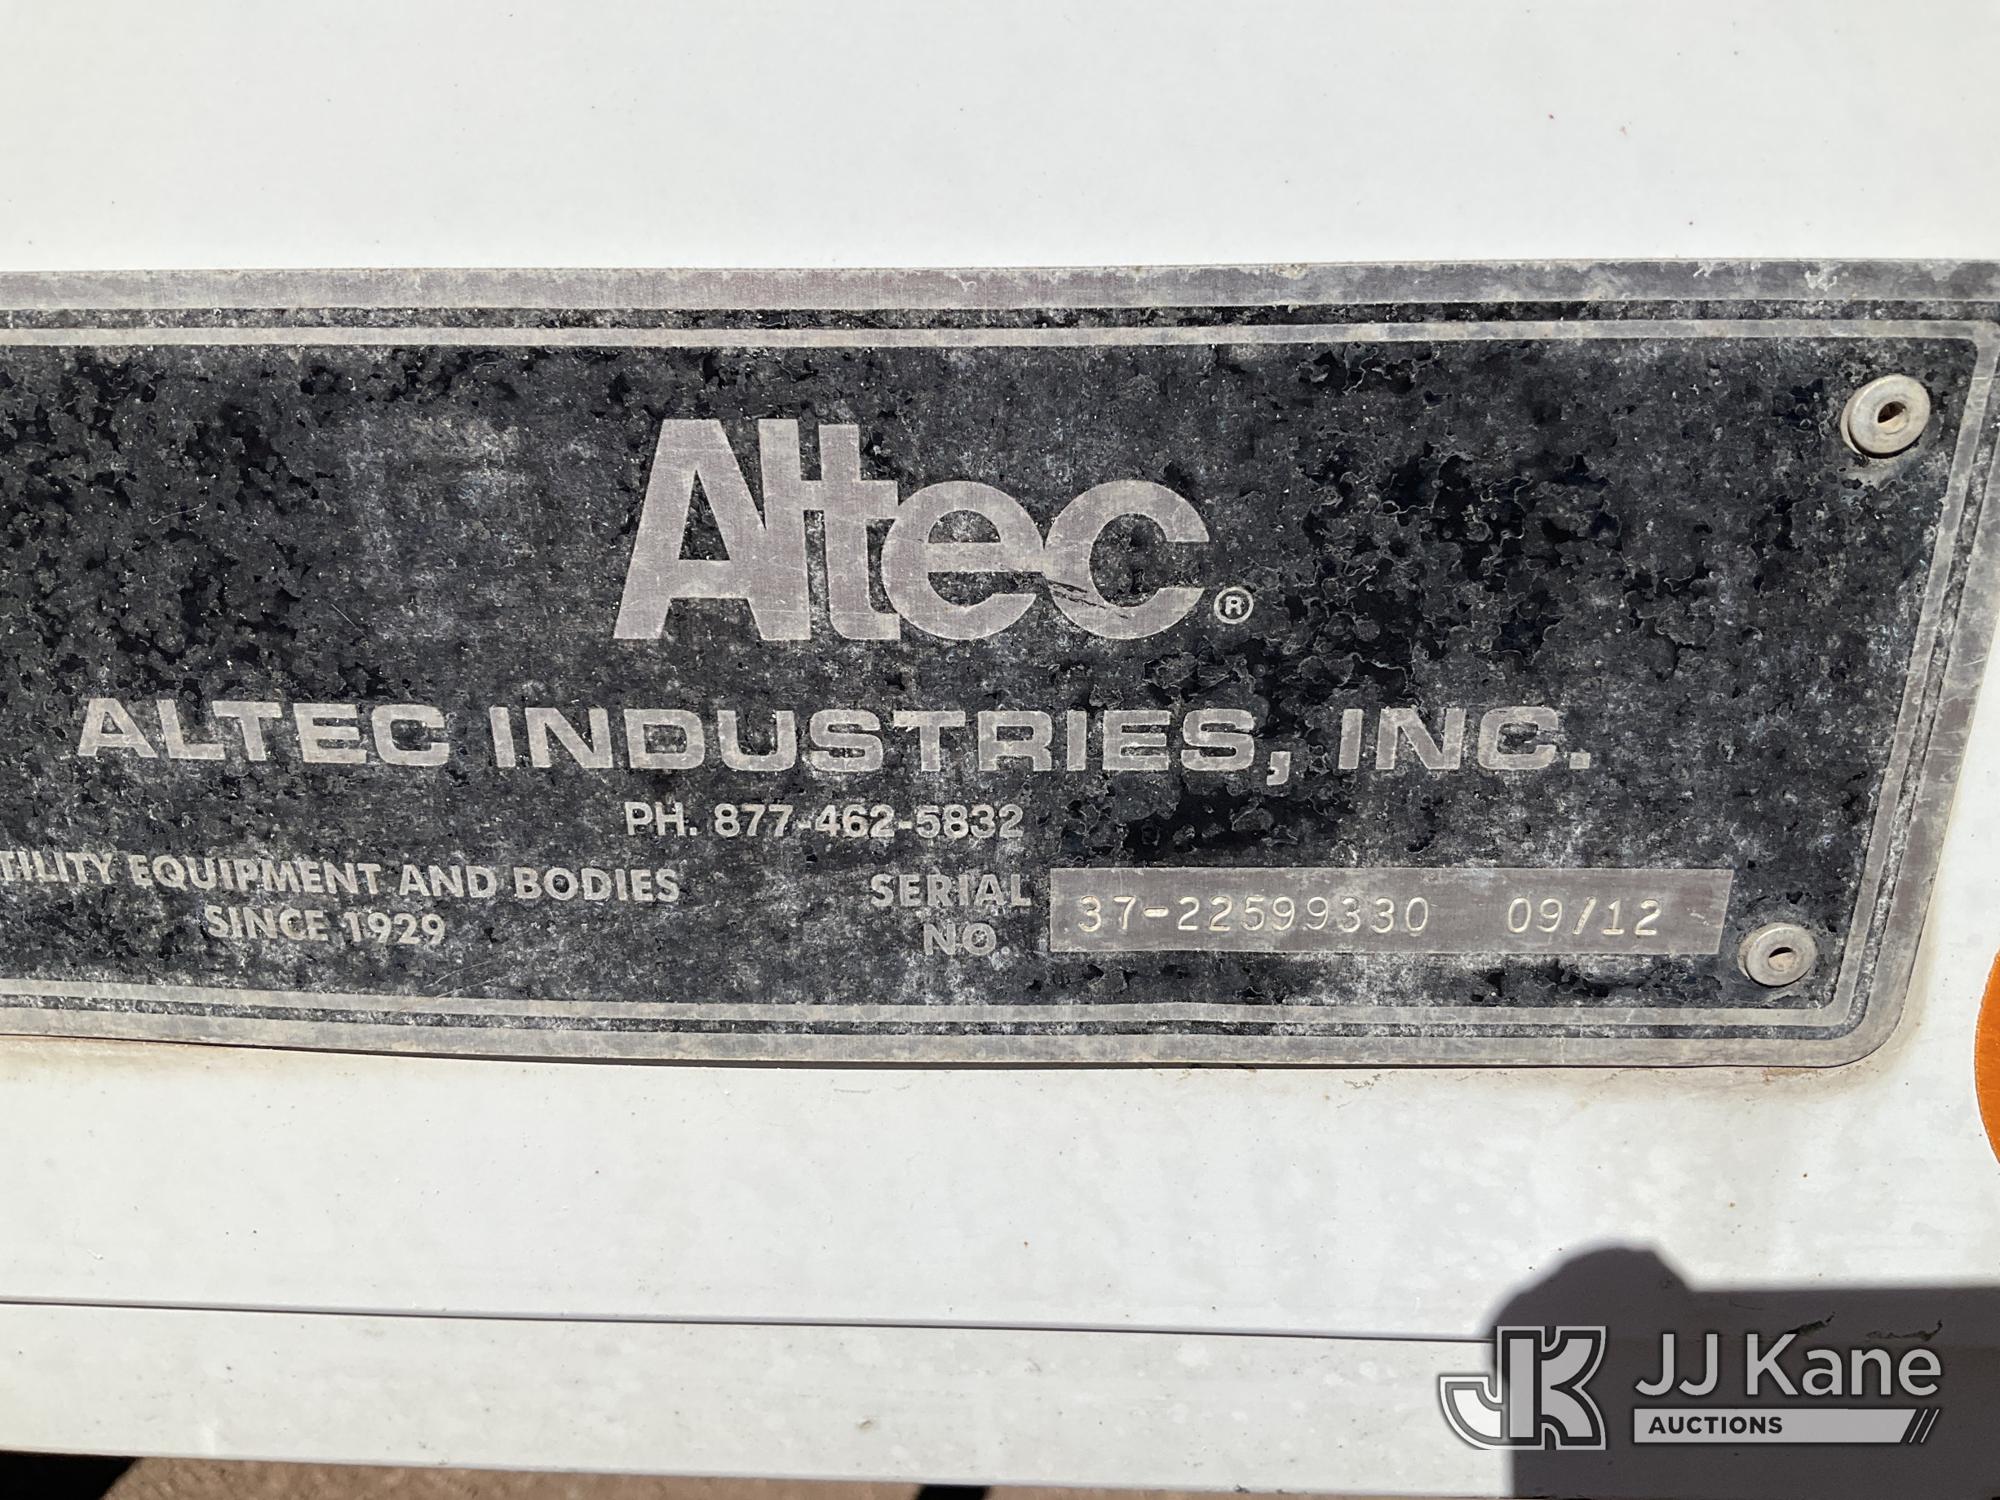 Altec®
ALTEC INDUSTRIES, INC.
PH. 877-462-5832
TILITY EQUIPMENT AND BODIES
SINCE 1929
SERIAL NO. 37-22599330 09/12
JJ Kane
AUCTIONS